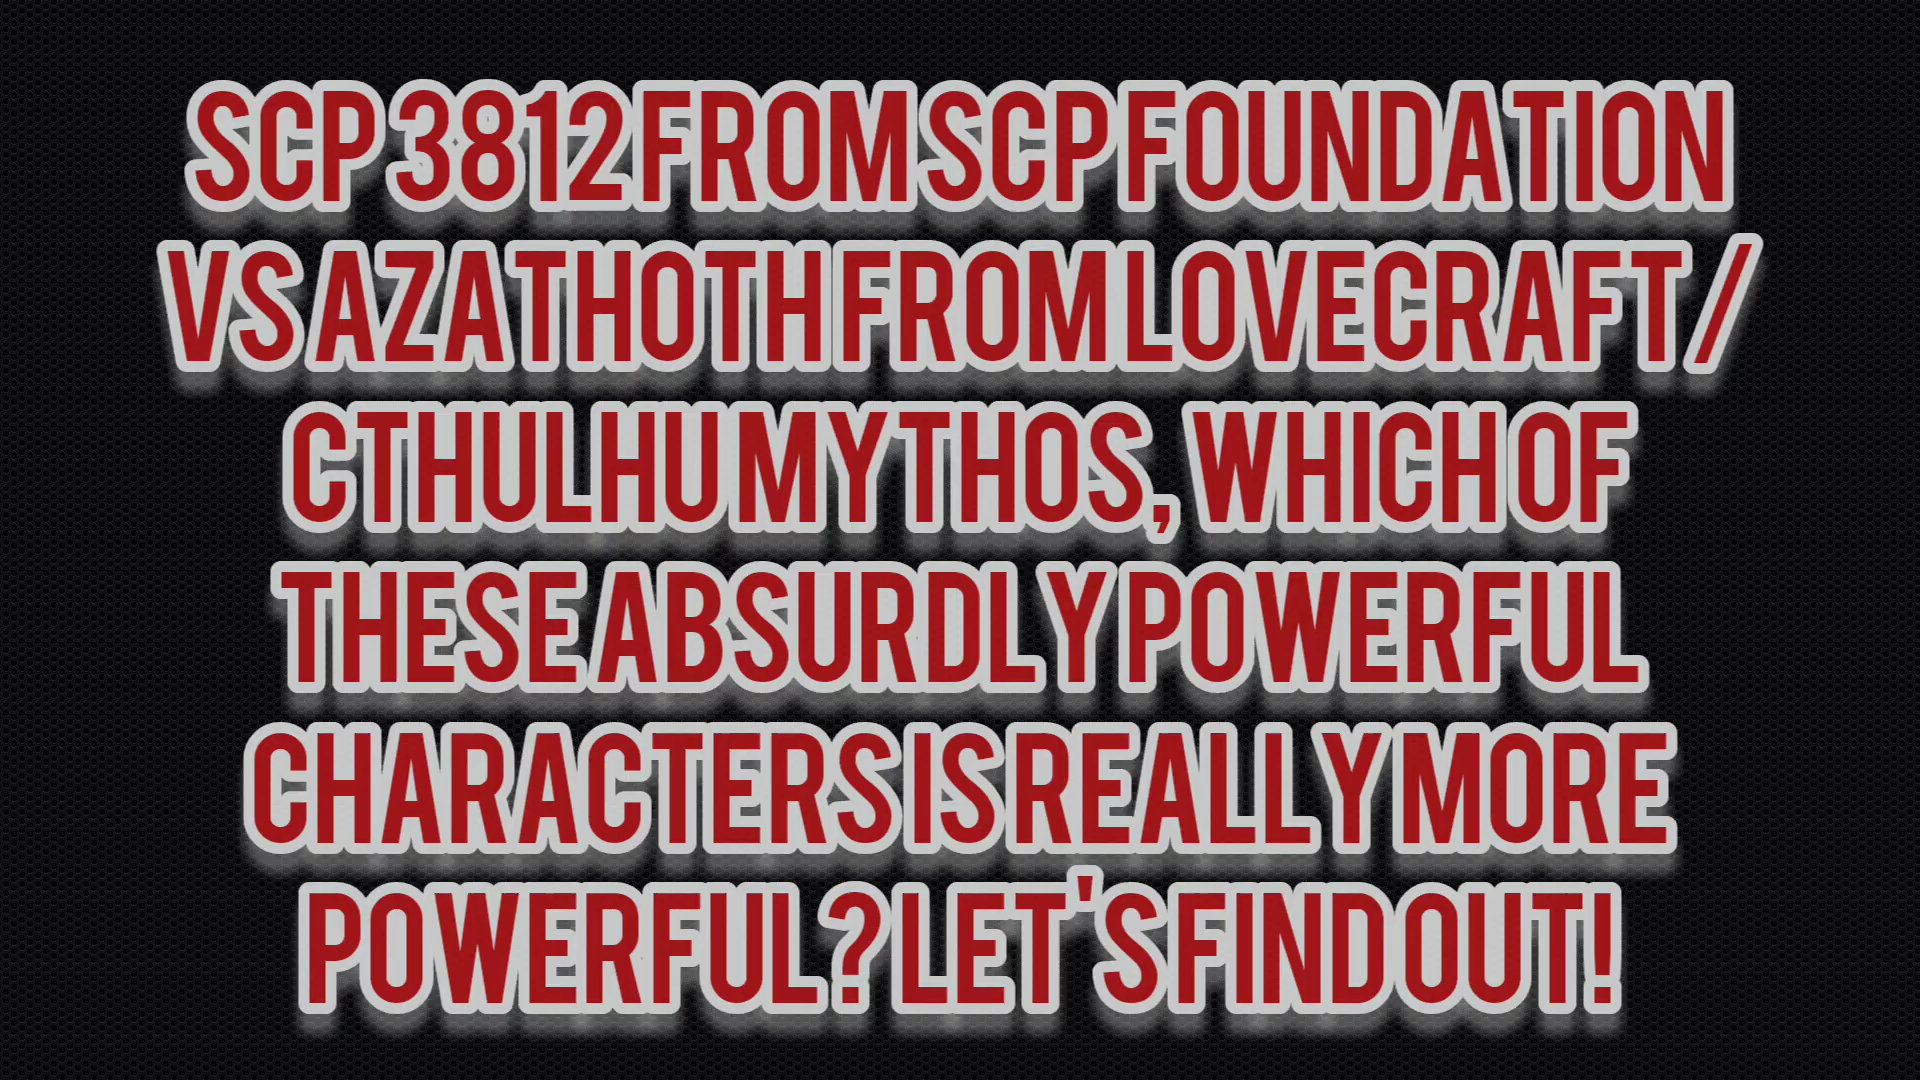 SCP 3812 FROM SCP FOUNDATION
VS AZATHOTH FROM LOVECRAFT /
CTHULHU MYTHOS, WHICH OF
THESE ABSURDLY POWERFUL
CHARACTERS IS REALLY MORE
POWERFUL? LET'S FIND OUT!